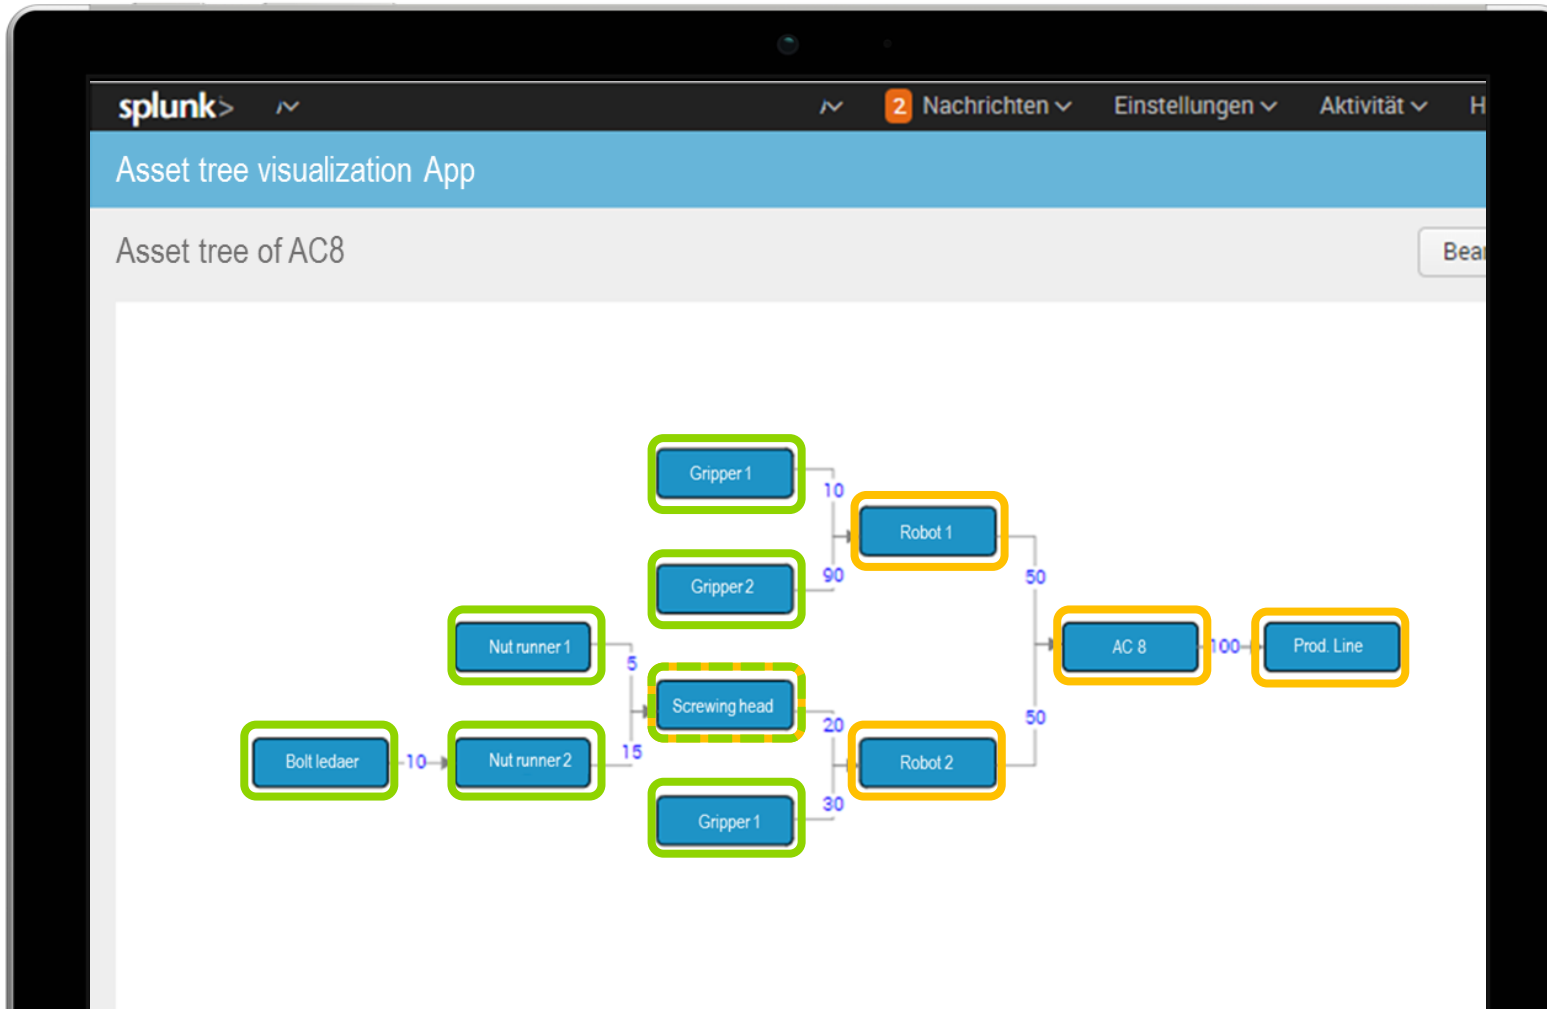 splunk>
2 Nachrichten Einstellungen Aktivität H
Asset tree visualization App
Asset tree of AC8
Bear
Gripper 1
10
Robot 1
Gripper 2
90
50
Nut runner 1
5
AC 8
100
Prod. Line
Screwing head
20
50
15
Bolt ledaer
10
Nut runner 2
Robot 2
30
Gripper 1